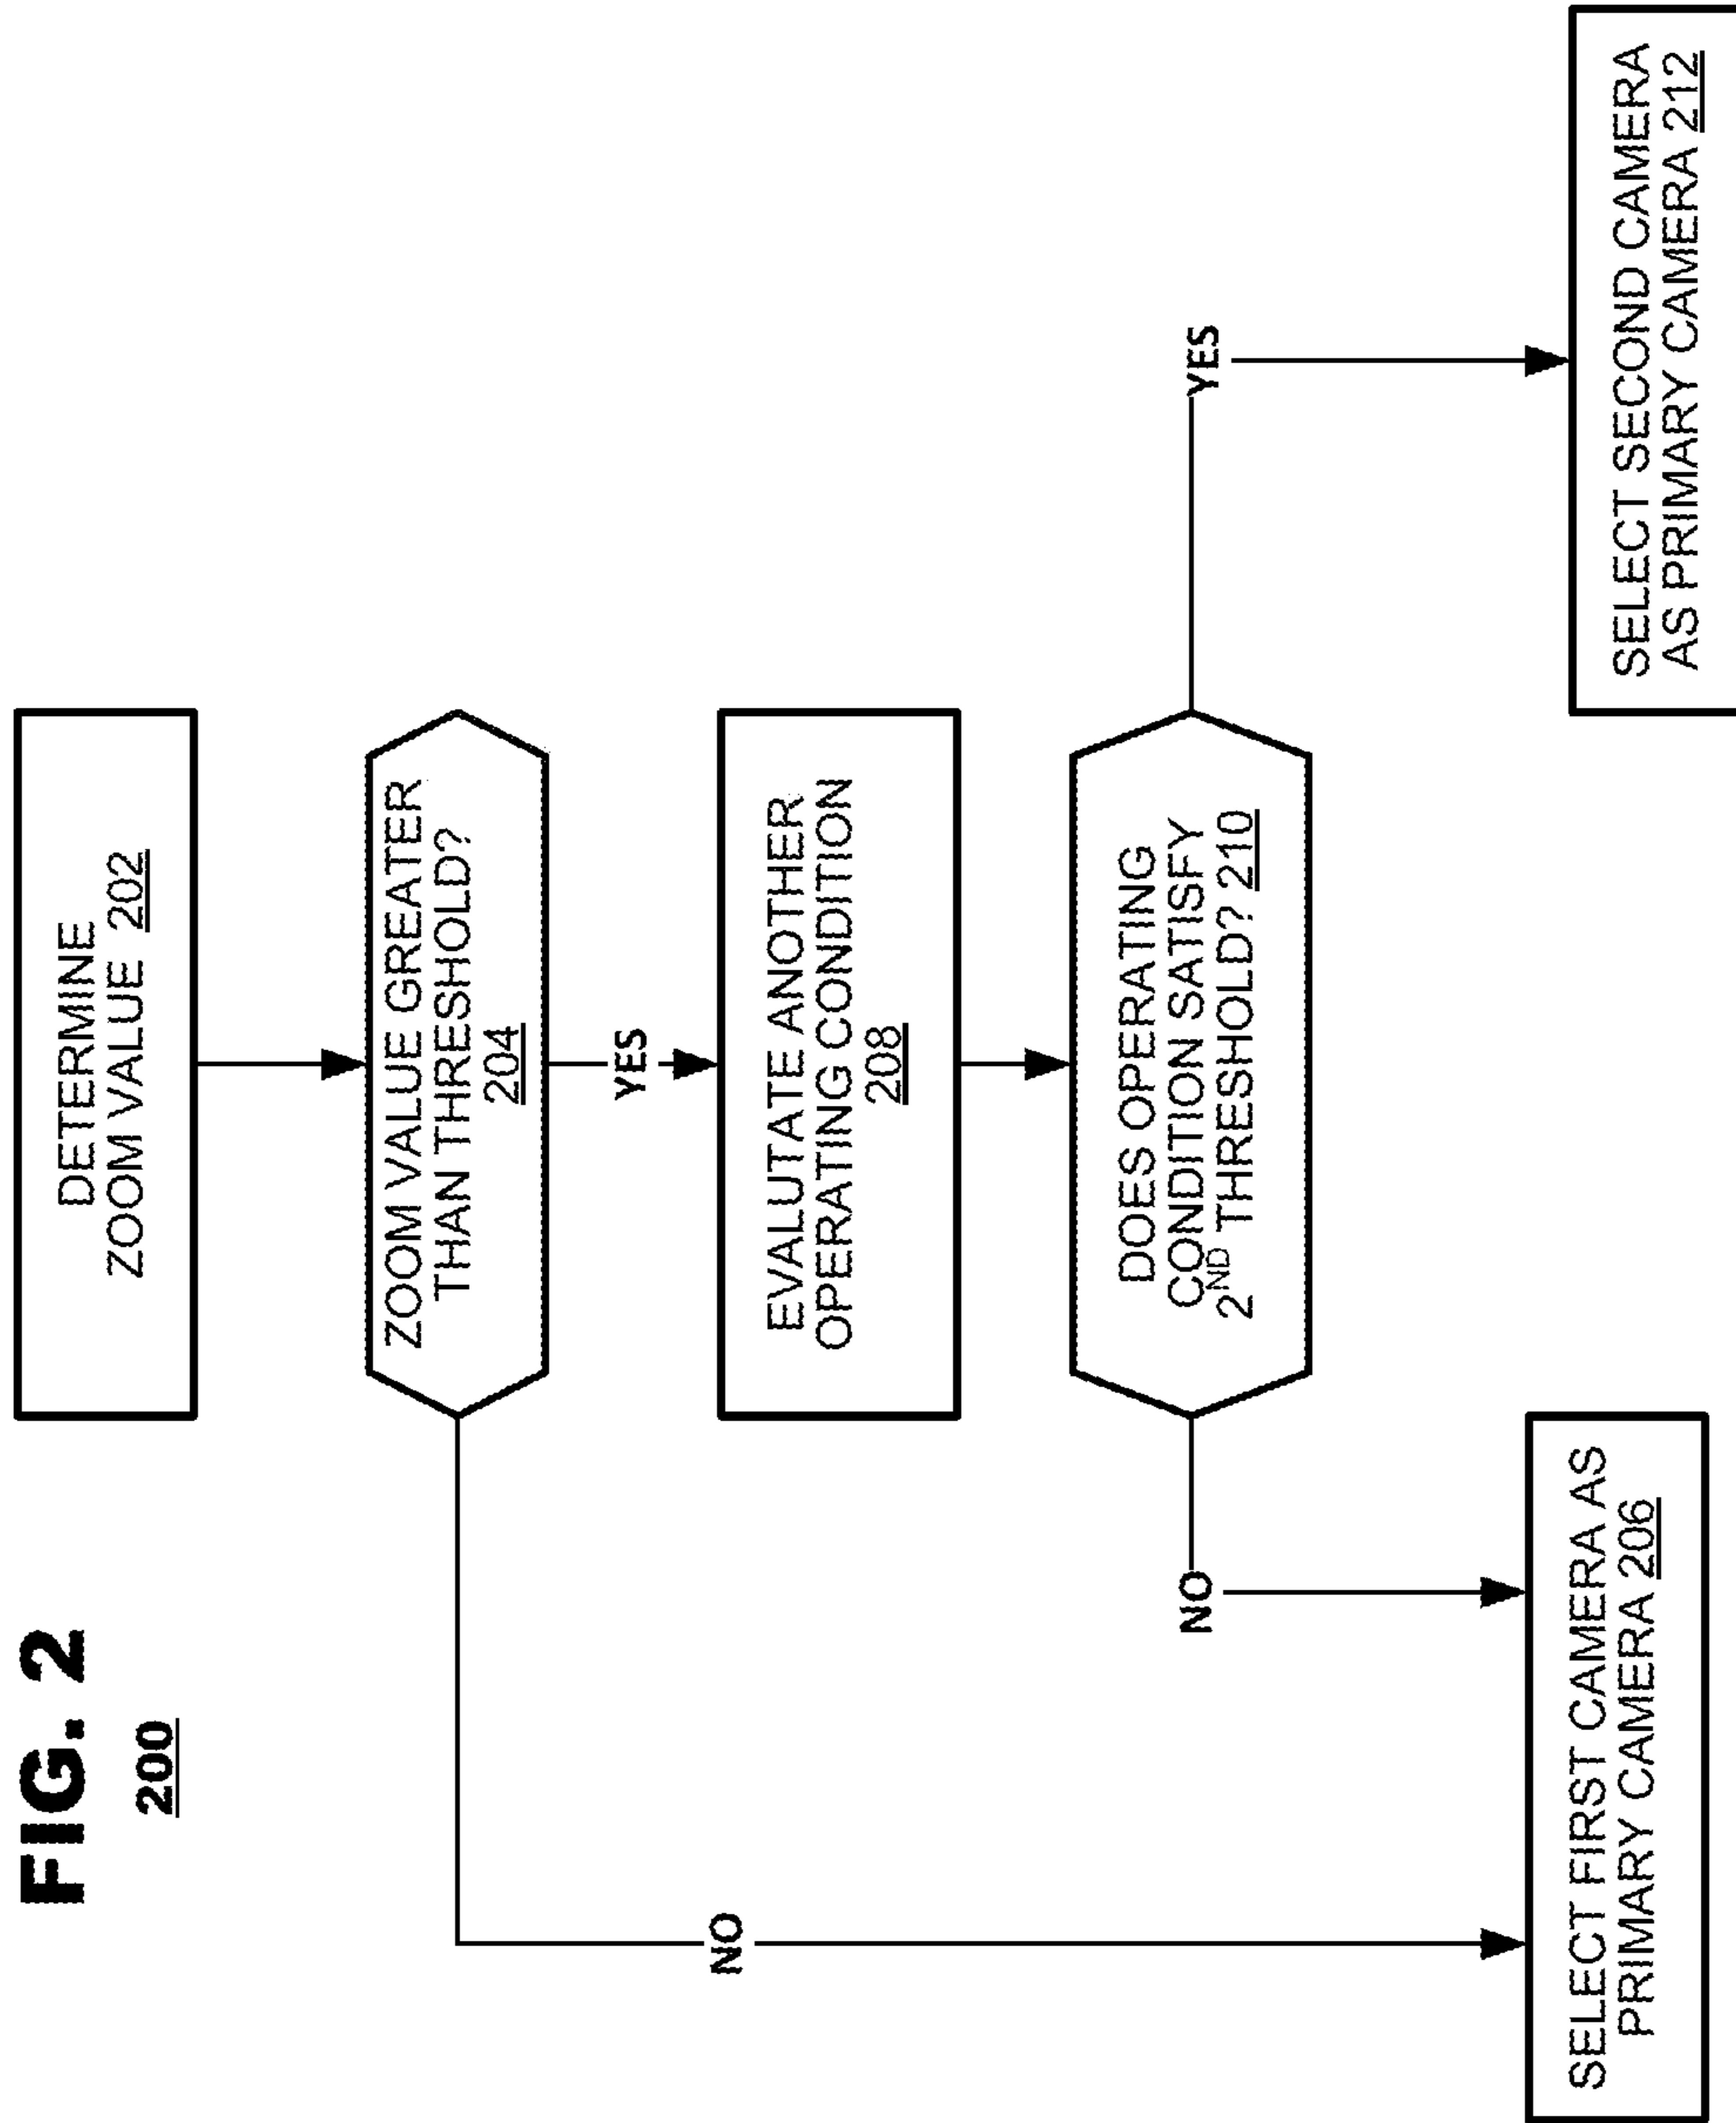 FIG. 2
200
DETERMINE
ZOOM VALUE 202
ZOOM VALUE GREATER
THAN THRESHOLD?
204
YES
NO
EVALUTATE ANOTHER
OPERATING CONDITION
208
DOES OPERATING
CONDITION SATISFY
2ND THRESHOLD? 210
NO
YES
SELECT FIRST CAMERA AS
PRIMARY CAMERA 206
SELECT SECOND CAMERA
AS PRIMARY CAMERA 212